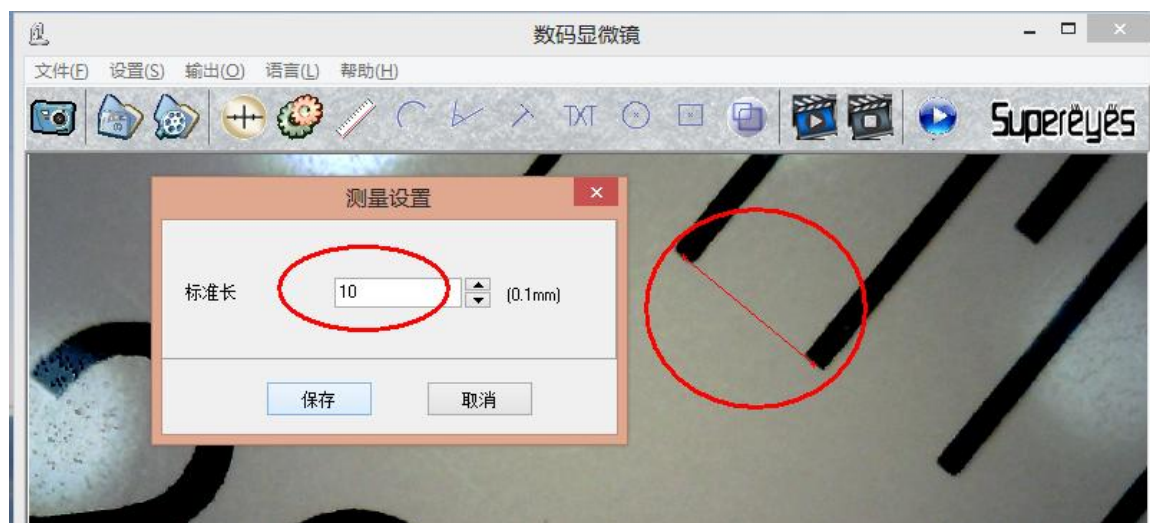 数码显微镜
文件(F) 设置(S) 输出(O) 语言(L) 帮助(H)
TXT
Supereyes
测量设置
标准长 10 (0.1mm)
保存 取消